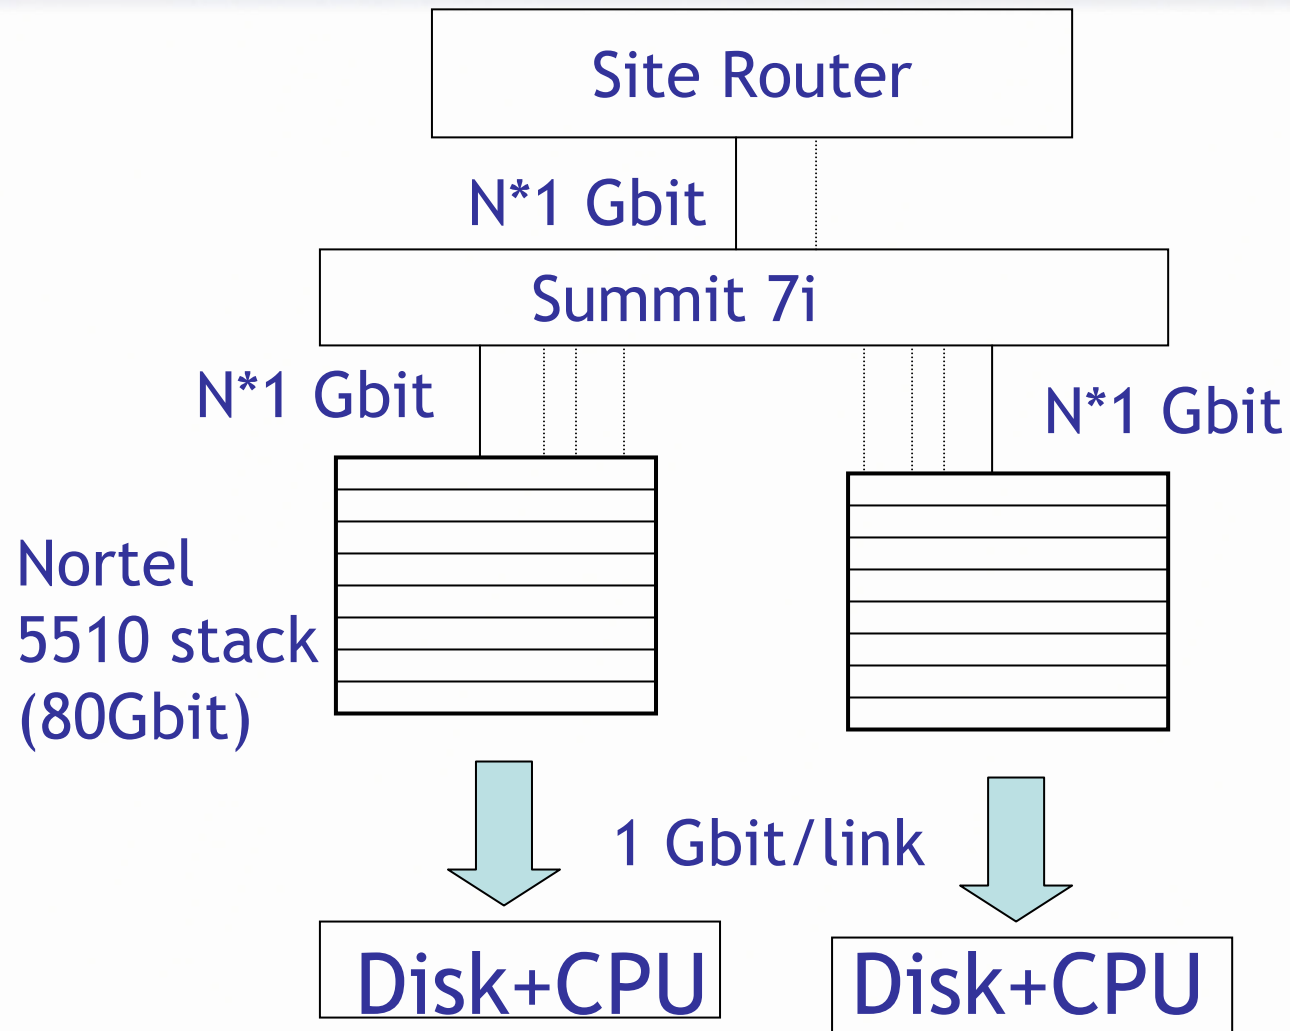 Site Router
N*1 Gbit
Summit 7i
N*1 Gbit
N*1 Gbit
Nortel
5510 stack
(80Gbit)
1 Gbit/link
Disk+CPU
Disk+CPU